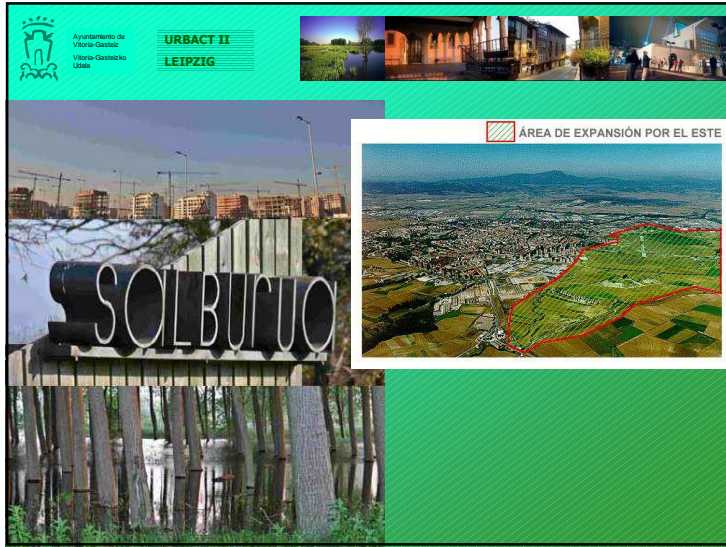 Ayuntamiento de
Vitoria-Gasteiz
Vitoria-Gasteizko
Udala
URBACT II
LEIPZIG
ÁREA DE EXPANSIÓN POR EL ESTE
SALBURUA